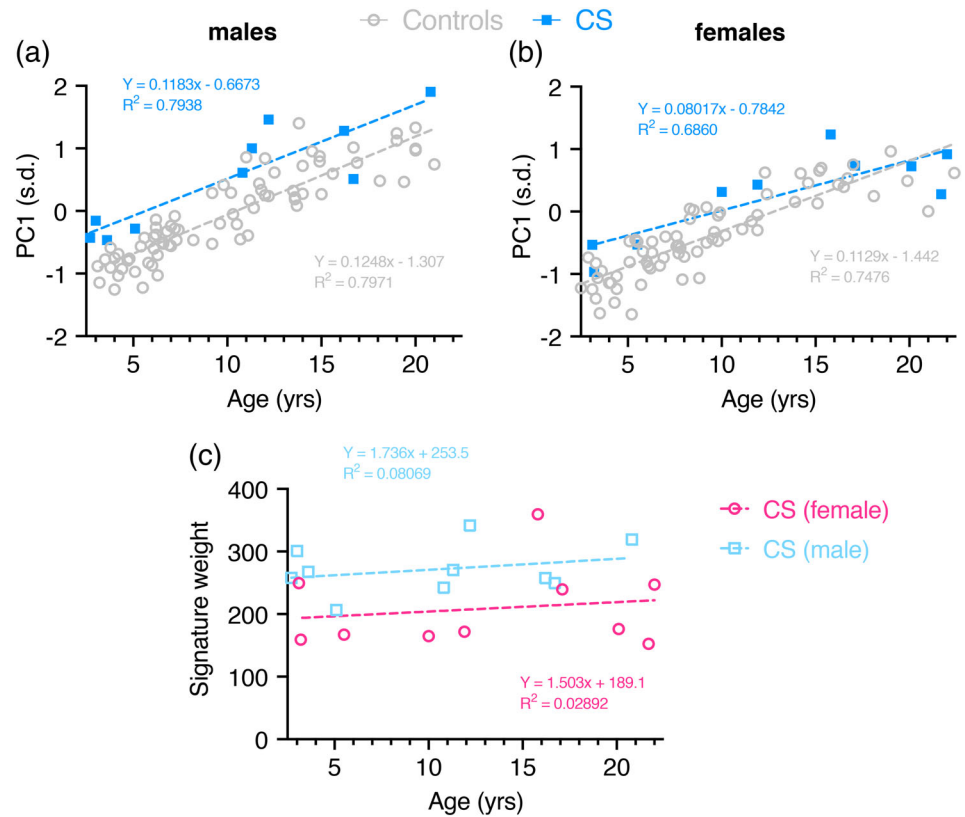 Controls CS
males
females
(a)
(b)
Y = 0.1183x - 0.6673
R² = 0.7938
Y = 0.08017x - 0.7842
R² = 0.6860
2
1
0
-1
-2
PC1 (s.d.)
2
1
0
-1
-2
PC1 (s.d.)
Y = 0.1248x - 1.307
R² = 0.7971
Y = 0.1129x - 1.442
R² = 0.7476
5 10 15 20
Age (yrs)
5 10 15 20
Age (yrs)
(c)
Y = 1.736x + 253.5
R² = 0.08069
400
300
200
100
0
Signature weight
CS (female)
CS (male)
Y = 1.503x + 189.1
R² = 0.02892
5 10 15 20
Age (yrs)